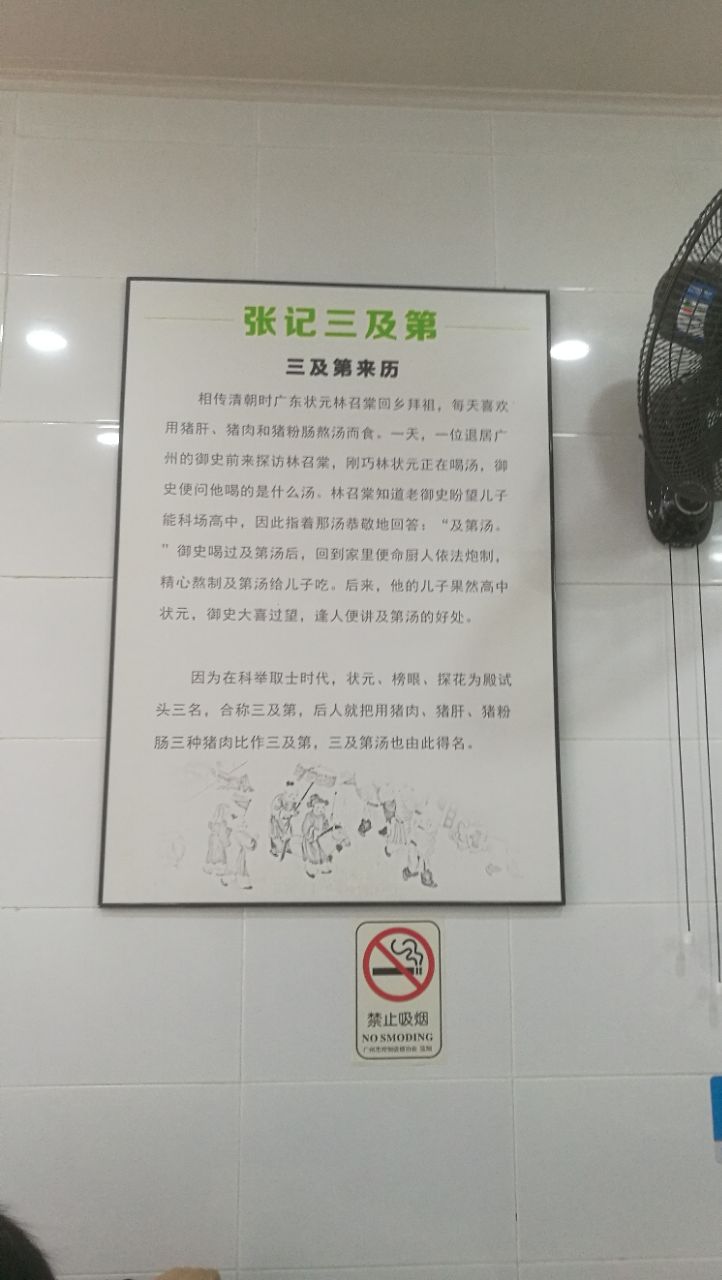 张记三及第
三及第来历
相传清朝时广东状元林召棠回乡拜祖，每天喜欢
用猪肝、猪肉和猪粉肠熬汤而食。一天，一位退居广
州的御史前来探访林召棠，刚巧林状元正在喝汤，御
史便问他喝的是什么汤。林召棠知道老御史盼望儿子
能科场高中，因此指着那汤恭敬地回答：“及第汤。
”御史喝过及第汤后，回到家里便命厨人依法炮制，
精心熬制及第汤给儿子吃。后来，他的儿子果然高中
状元，御史大喜过望，逢人便讲及第汤的好处。
因为在科举取士时代，状元、榜眼、探花为殿试
头三名，合称三及第，后人就把用猪肉、猪肝、猪粉
肠三种猪肉比作三及第，三及第汤也由此得名。
禁止吸烟
NO SMODING